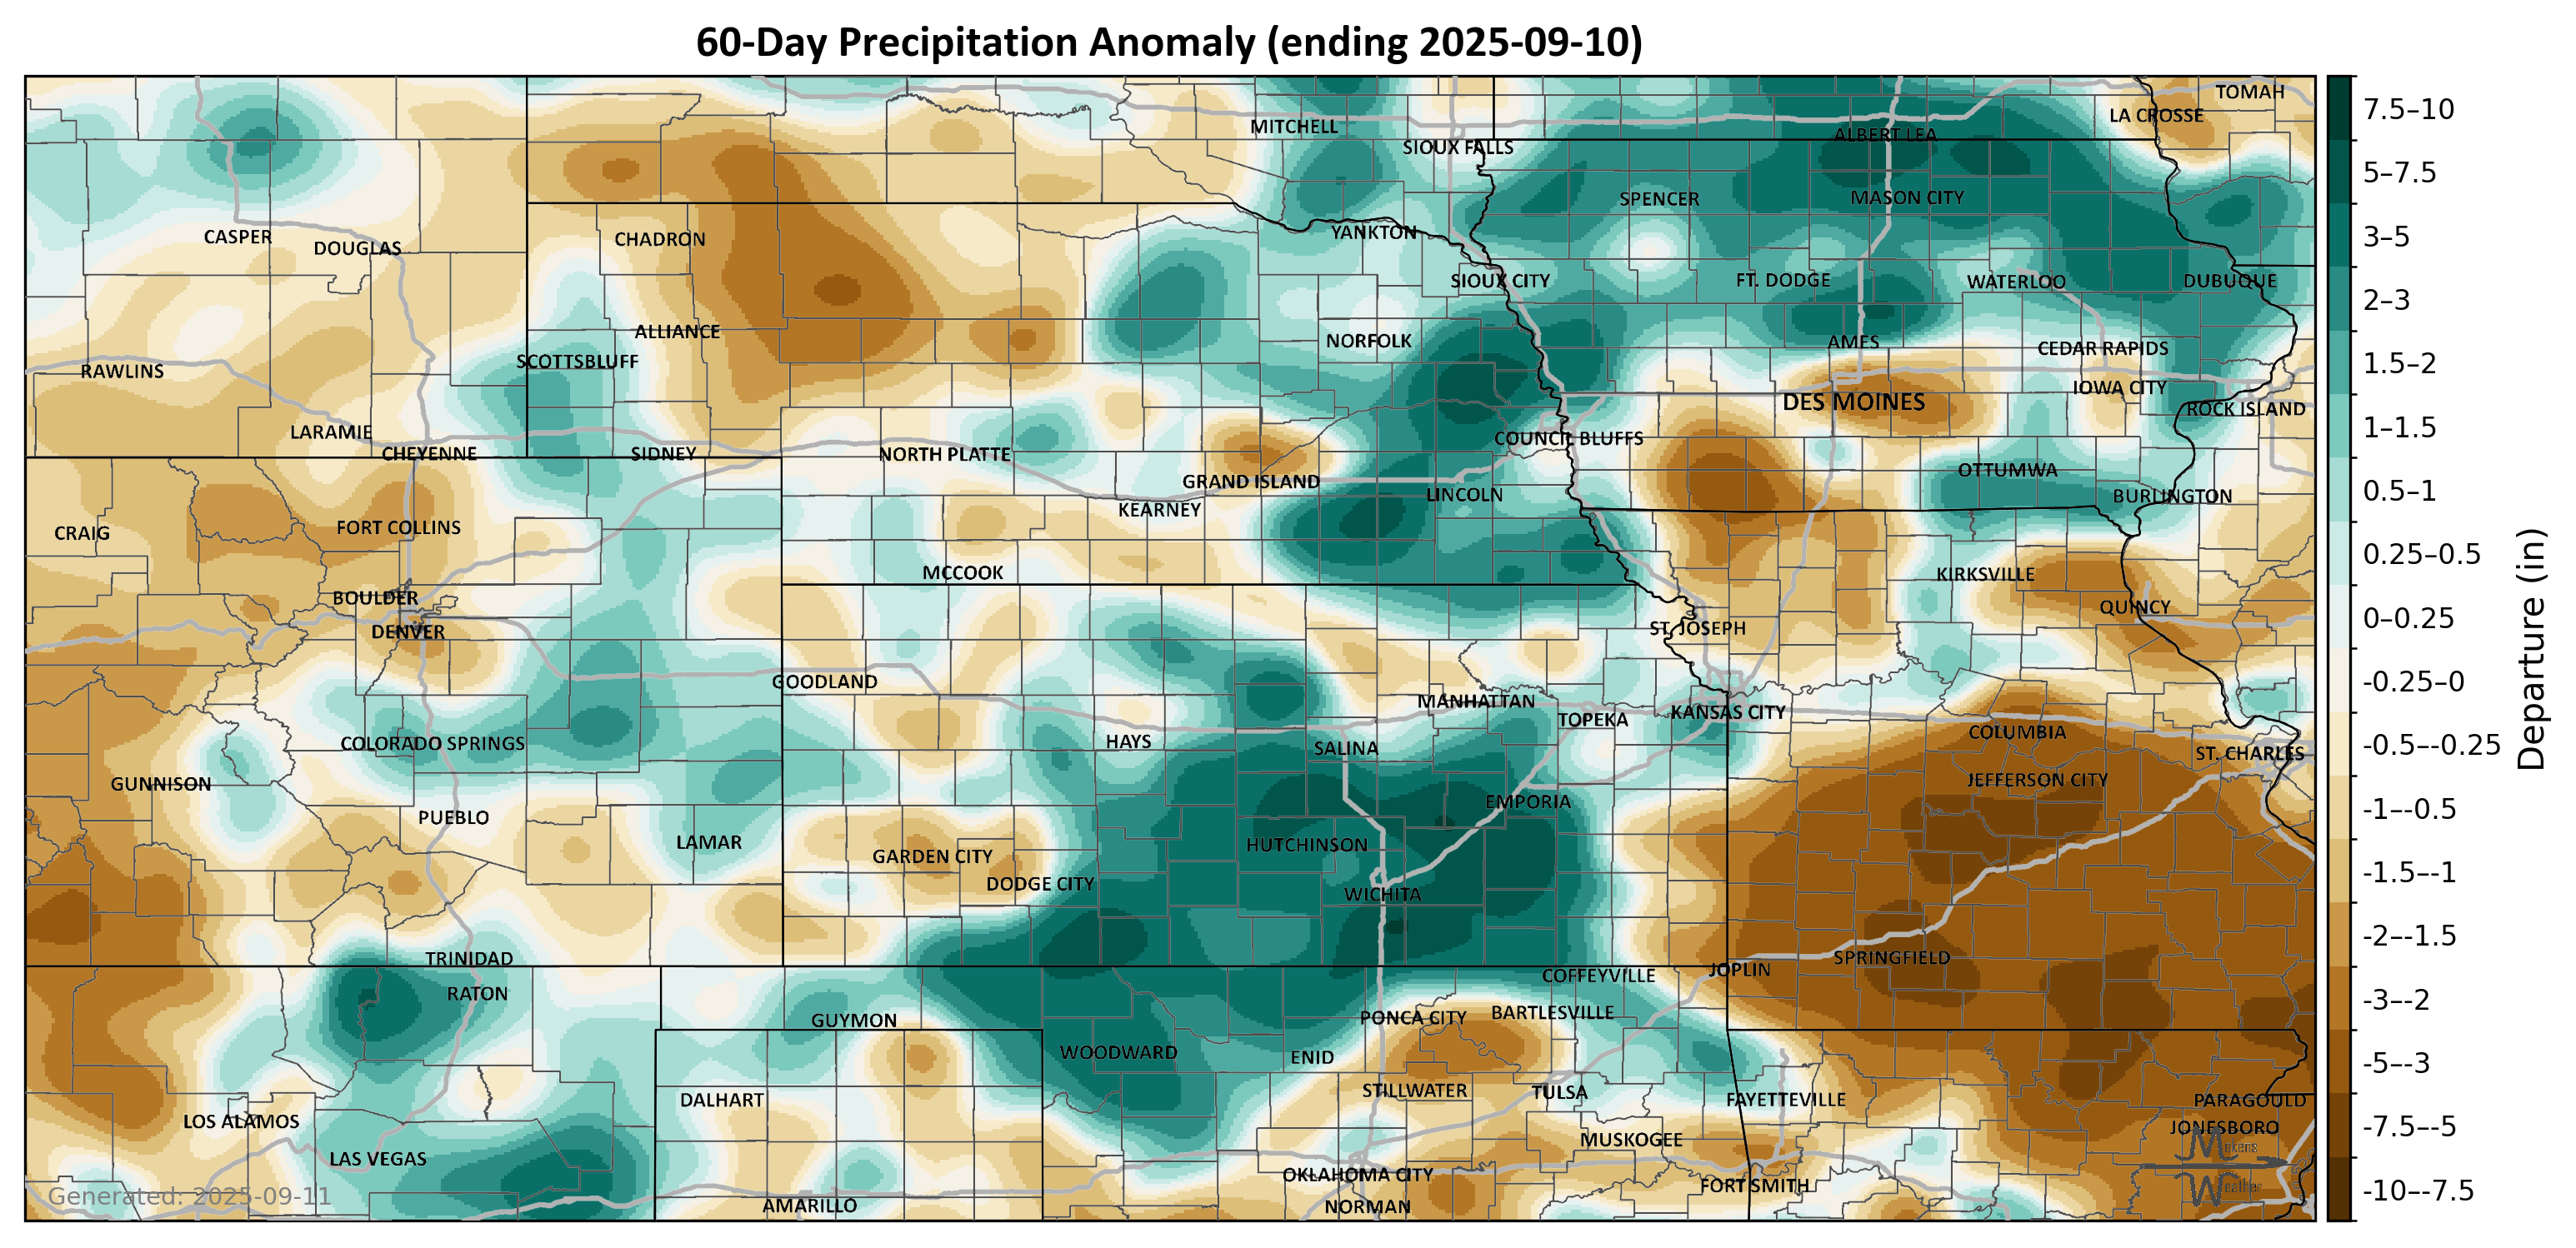 60-Day Precipitation Anomaly (ending 2025-09-10)
TOMAH
LA CROSSE
MITCHELL
ALBERT LEA
SIOUX FALLS
SPENCER
MASON CITY
CASPER
DOUGLAS
CHADRON
YANKTON
SIOUX CITY
FT. DODGE
WATERLOO
DUBUQUE
ALLIANCE
NORFOLK
AMES
CEDAR RAPIDS
SCOTTSBLUFF
RAWLINS
IOWA CITY
DES MOINES
ROCK ISLAND
LARAMIE
COUNCIL BLUFFS
CHEYENNE
SIDNEY
NORTH PLATTE
OTTUMWA
GRAND ISLAND
LINCOLN
BURLINGTON
KEARNEY
CRAIG
FORT COLLINS
MCCOOK
KIRKSVILLE
BOULDER
QUINCY
DENVER
ST. JOSEPH
GOODLAND
MANHATTAN
TOPEKA
KANSAS CITY
COLUMBIA
COLORADO SPRINGS
HAYS
SALINA
ST. CHARLES
GUNNISON
JEFFERSON CITY
EMPORIA
PUEBLO
LAMAR
HUTCHINSON
GARDEN CITY
DODGE CITY
WICHITA
TRINIDAD
SPRINGFIELD
JOPLIN
COFFEYVILLE
RATON
BARTLESVILLE
PONCA CITY
GUYMON
WOODWARD
ENID
STILLWATER
TULSA
DALHART
FAYETTEVILLE
PARAGOULD
LOS ALAMOS
JONESBORO
MUSKOGEE
LAS VEGAS
OKLAHOMA CITY
FORT SMITH
AMARILLO
NORMAN
Generated: 2025-09-11
7.5–10
5–7.5
3–5
2–3
1.5–2
1–1.5
0.5–1
0.25–0.5
0–0.25
-0.25–0
-0.5–-0.25
-1–-0.5
-1.5–-1
-2–-1.5
-3–-2
-5–-3
-7.5–-5
-10–-7.5
Departure (in)